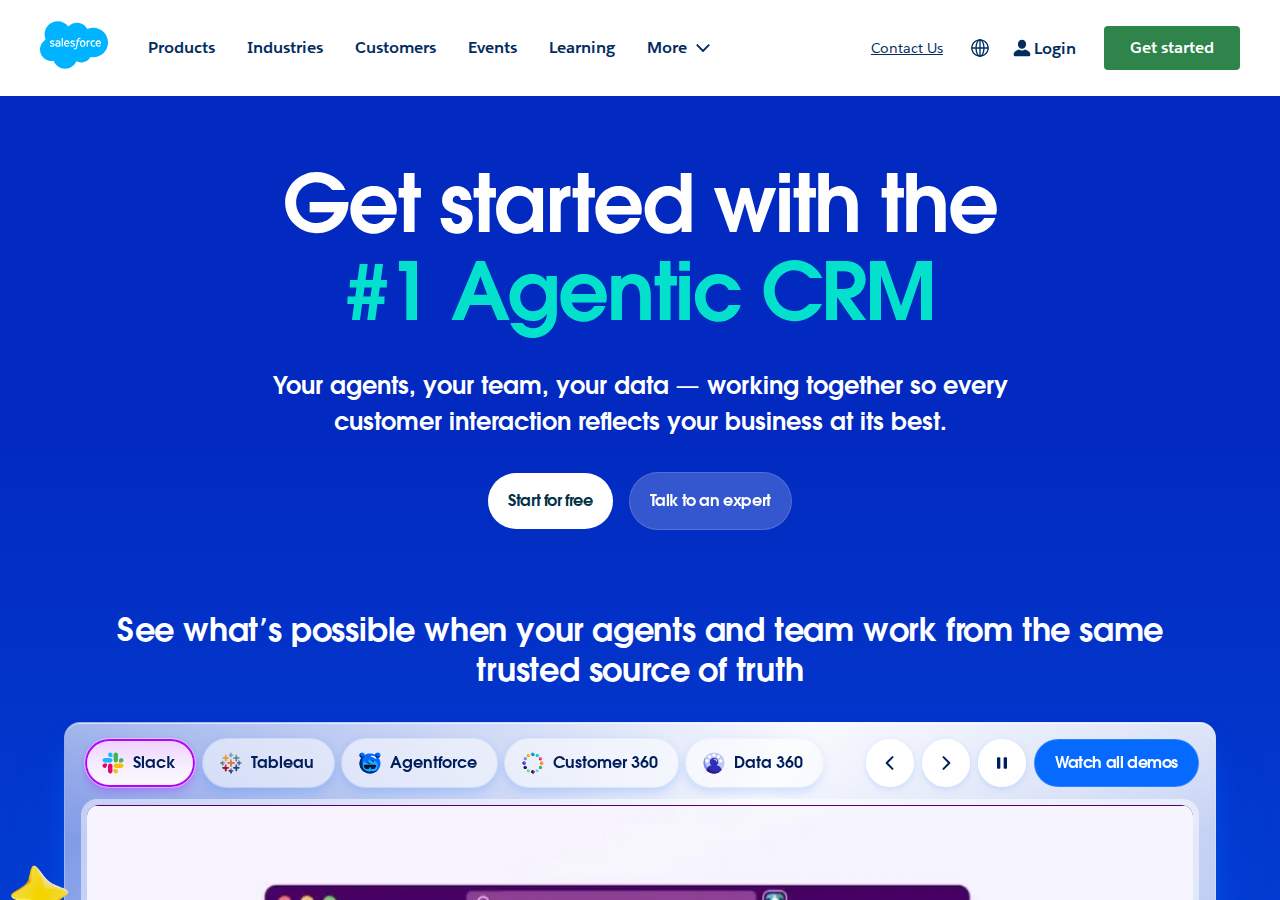 salesforce
Products
Industries
Customers
Events
Learning
More
Contact Us
Login
Get started
Get started with the
#1 Agentic CRM
Your agents, your team, your data — working together so every
customer interaction reflects your business at its best.
Start for free
Talk to an expert
See what’s possible when your agents and team work from the same
trusted source of truth
Slack
Tableau
Agentforce
Customer 360
Data 360
Watch all demos